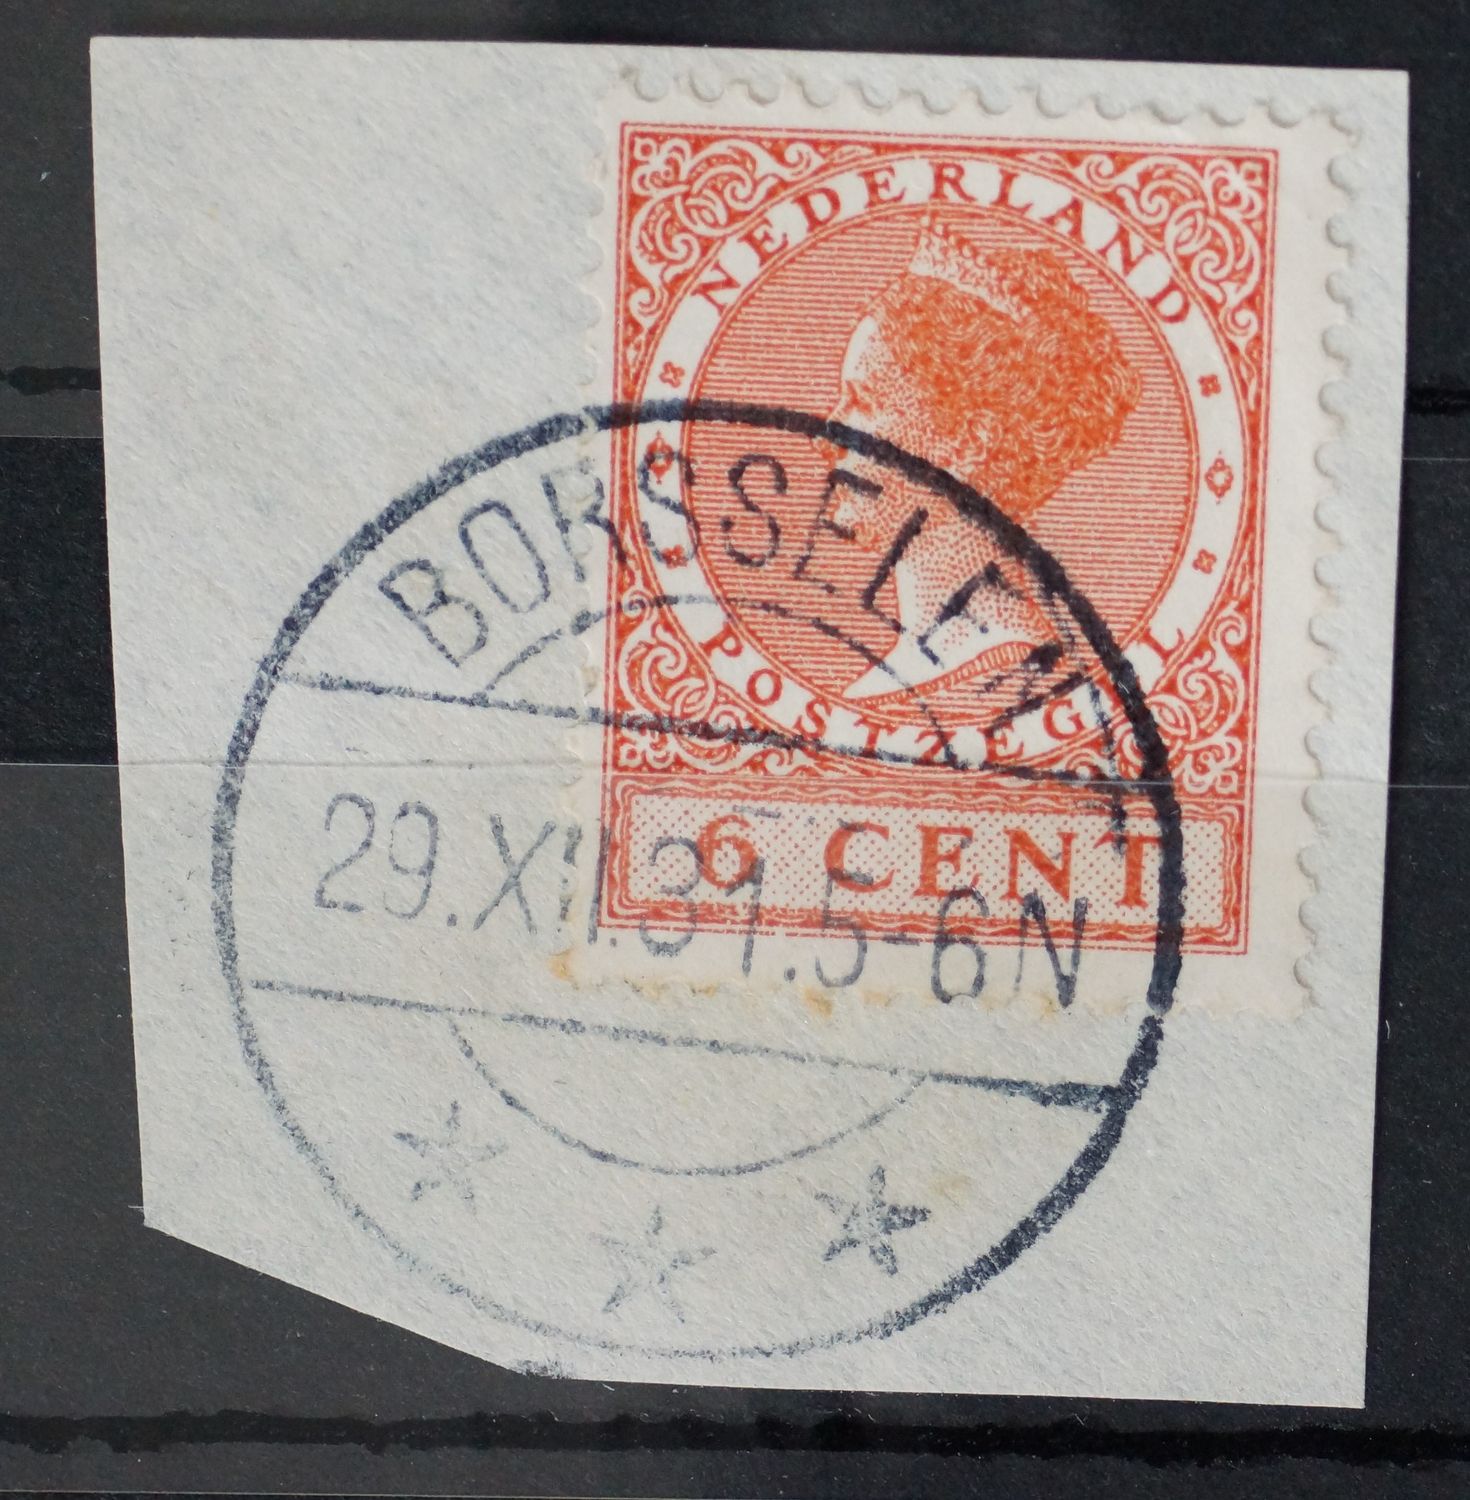 NEDERLAND
POSTZEGEL
6 CENT
BORSSELEN
29.XII.31.5-6N